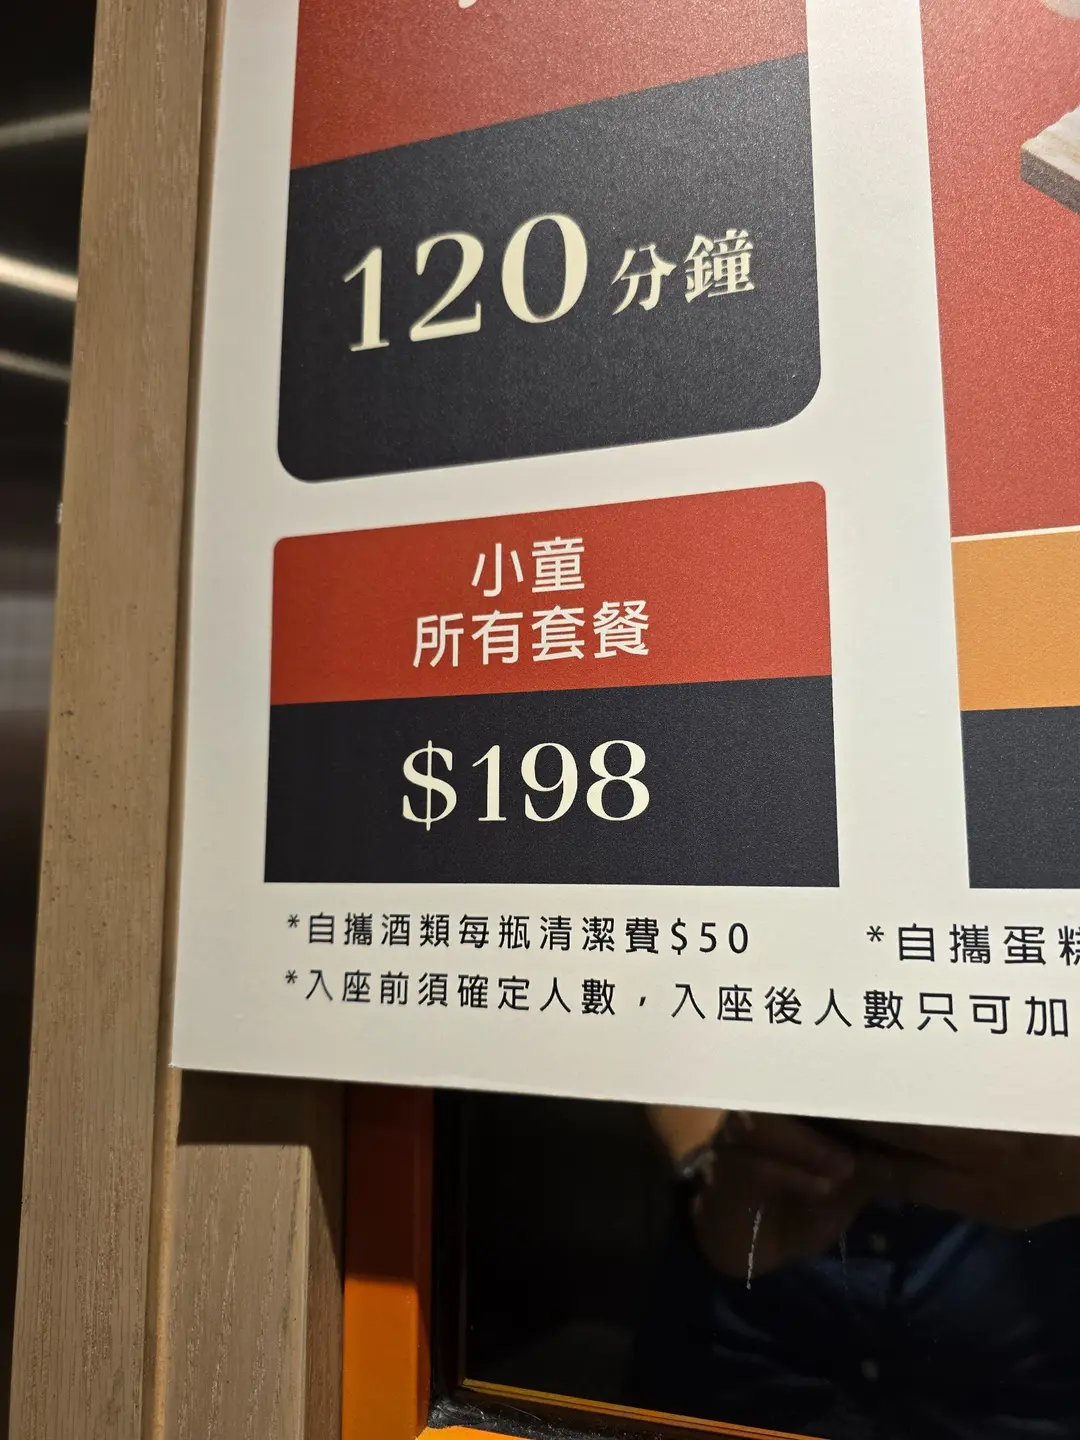 120分鐘
小童
所有套餐
$198
*自攜酒類每瓶清潔費$50
*自攜蛋糕
*入座前須確定人數，入座後人數只可加